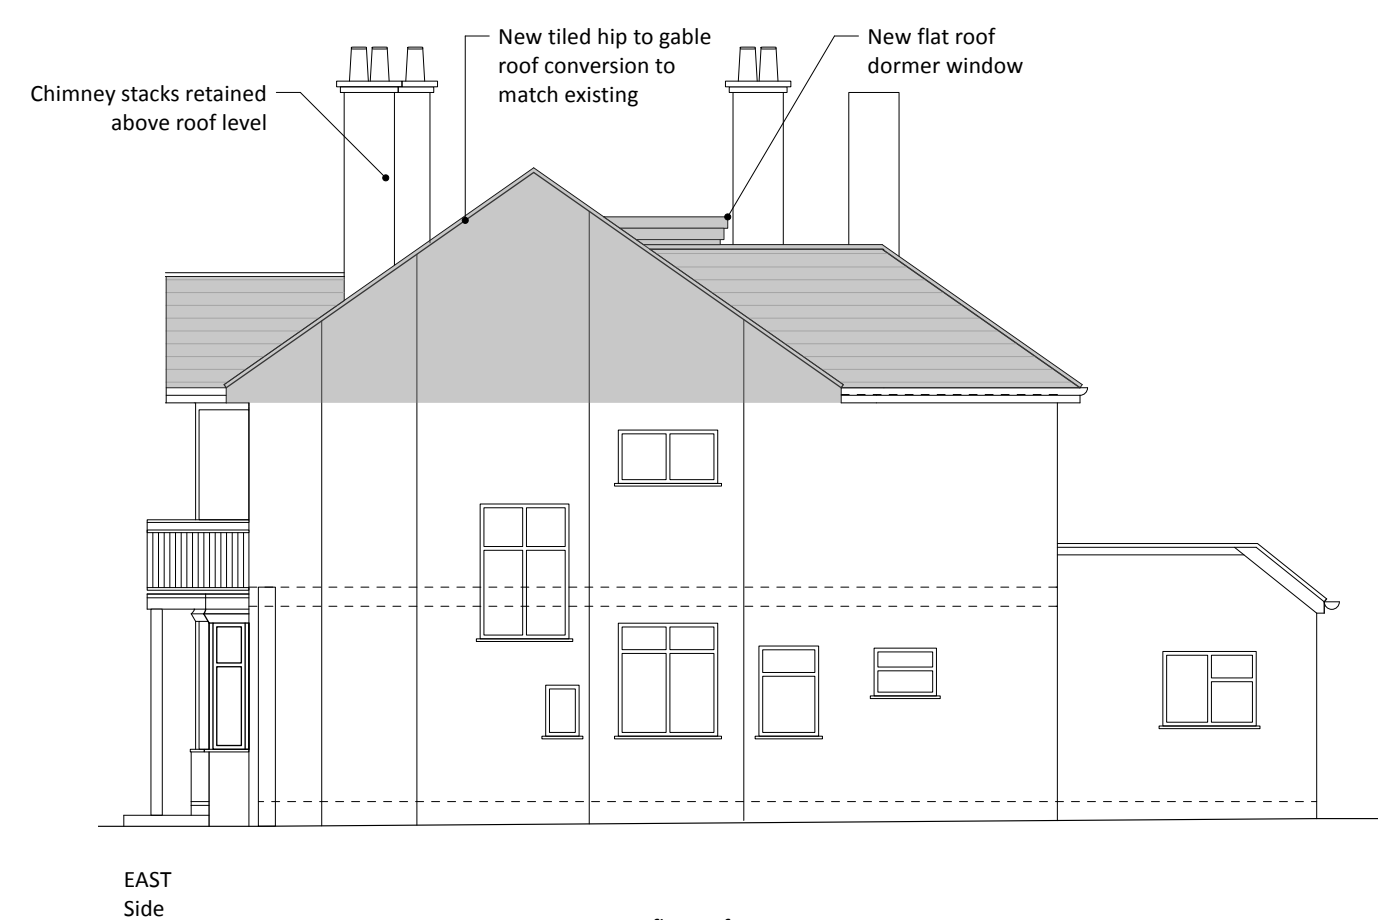 New tiled hip to gable
roof conversion to
match existing
New flat roof
dormer window
Chimney stacks retained
above roof level
EAST
Side